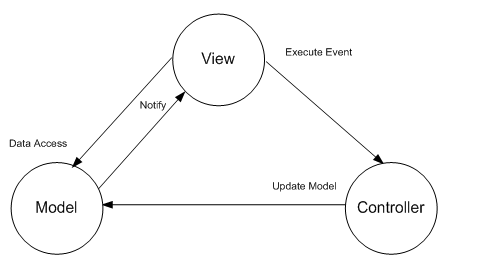 View
Execute Event
Notify
Data Access
Update Model
Model
Controller